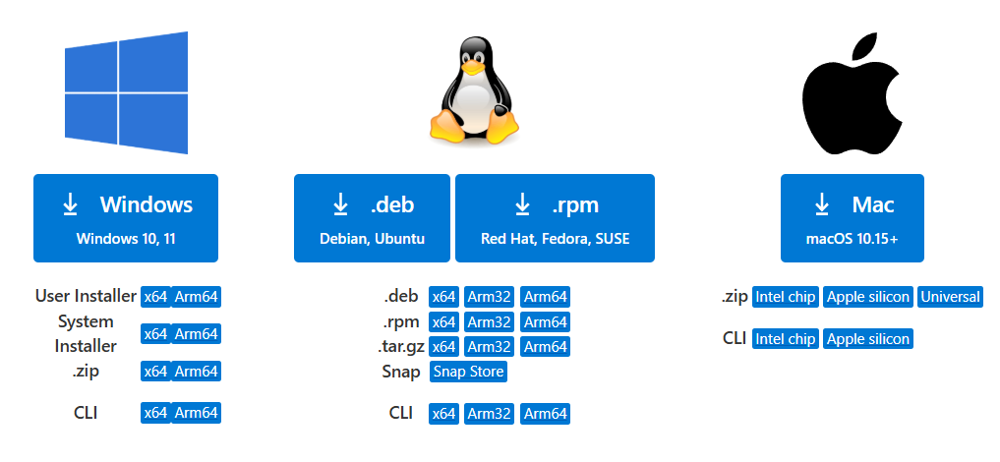 Windows
Windows 10, 11
User Installer x64 Arm64
System
Installer x64 Arm64
.zip x64 Arm64
CLI x64 Arm64
.deb
Debian, Ubuntu
.rpm
Red Hat, Fedora, SUSE
.deb x64 Arm32 Arm64
.rpm x64 Arm32 Arm64
.tar.gz x64 Arm32 Arm64
Snap Snap Store
CLI x64 Arm32 Arm64
Mac
macOS 10.15+
.zip Intel chip Apple silicon Universal
CLI Intel chip Apple silicon